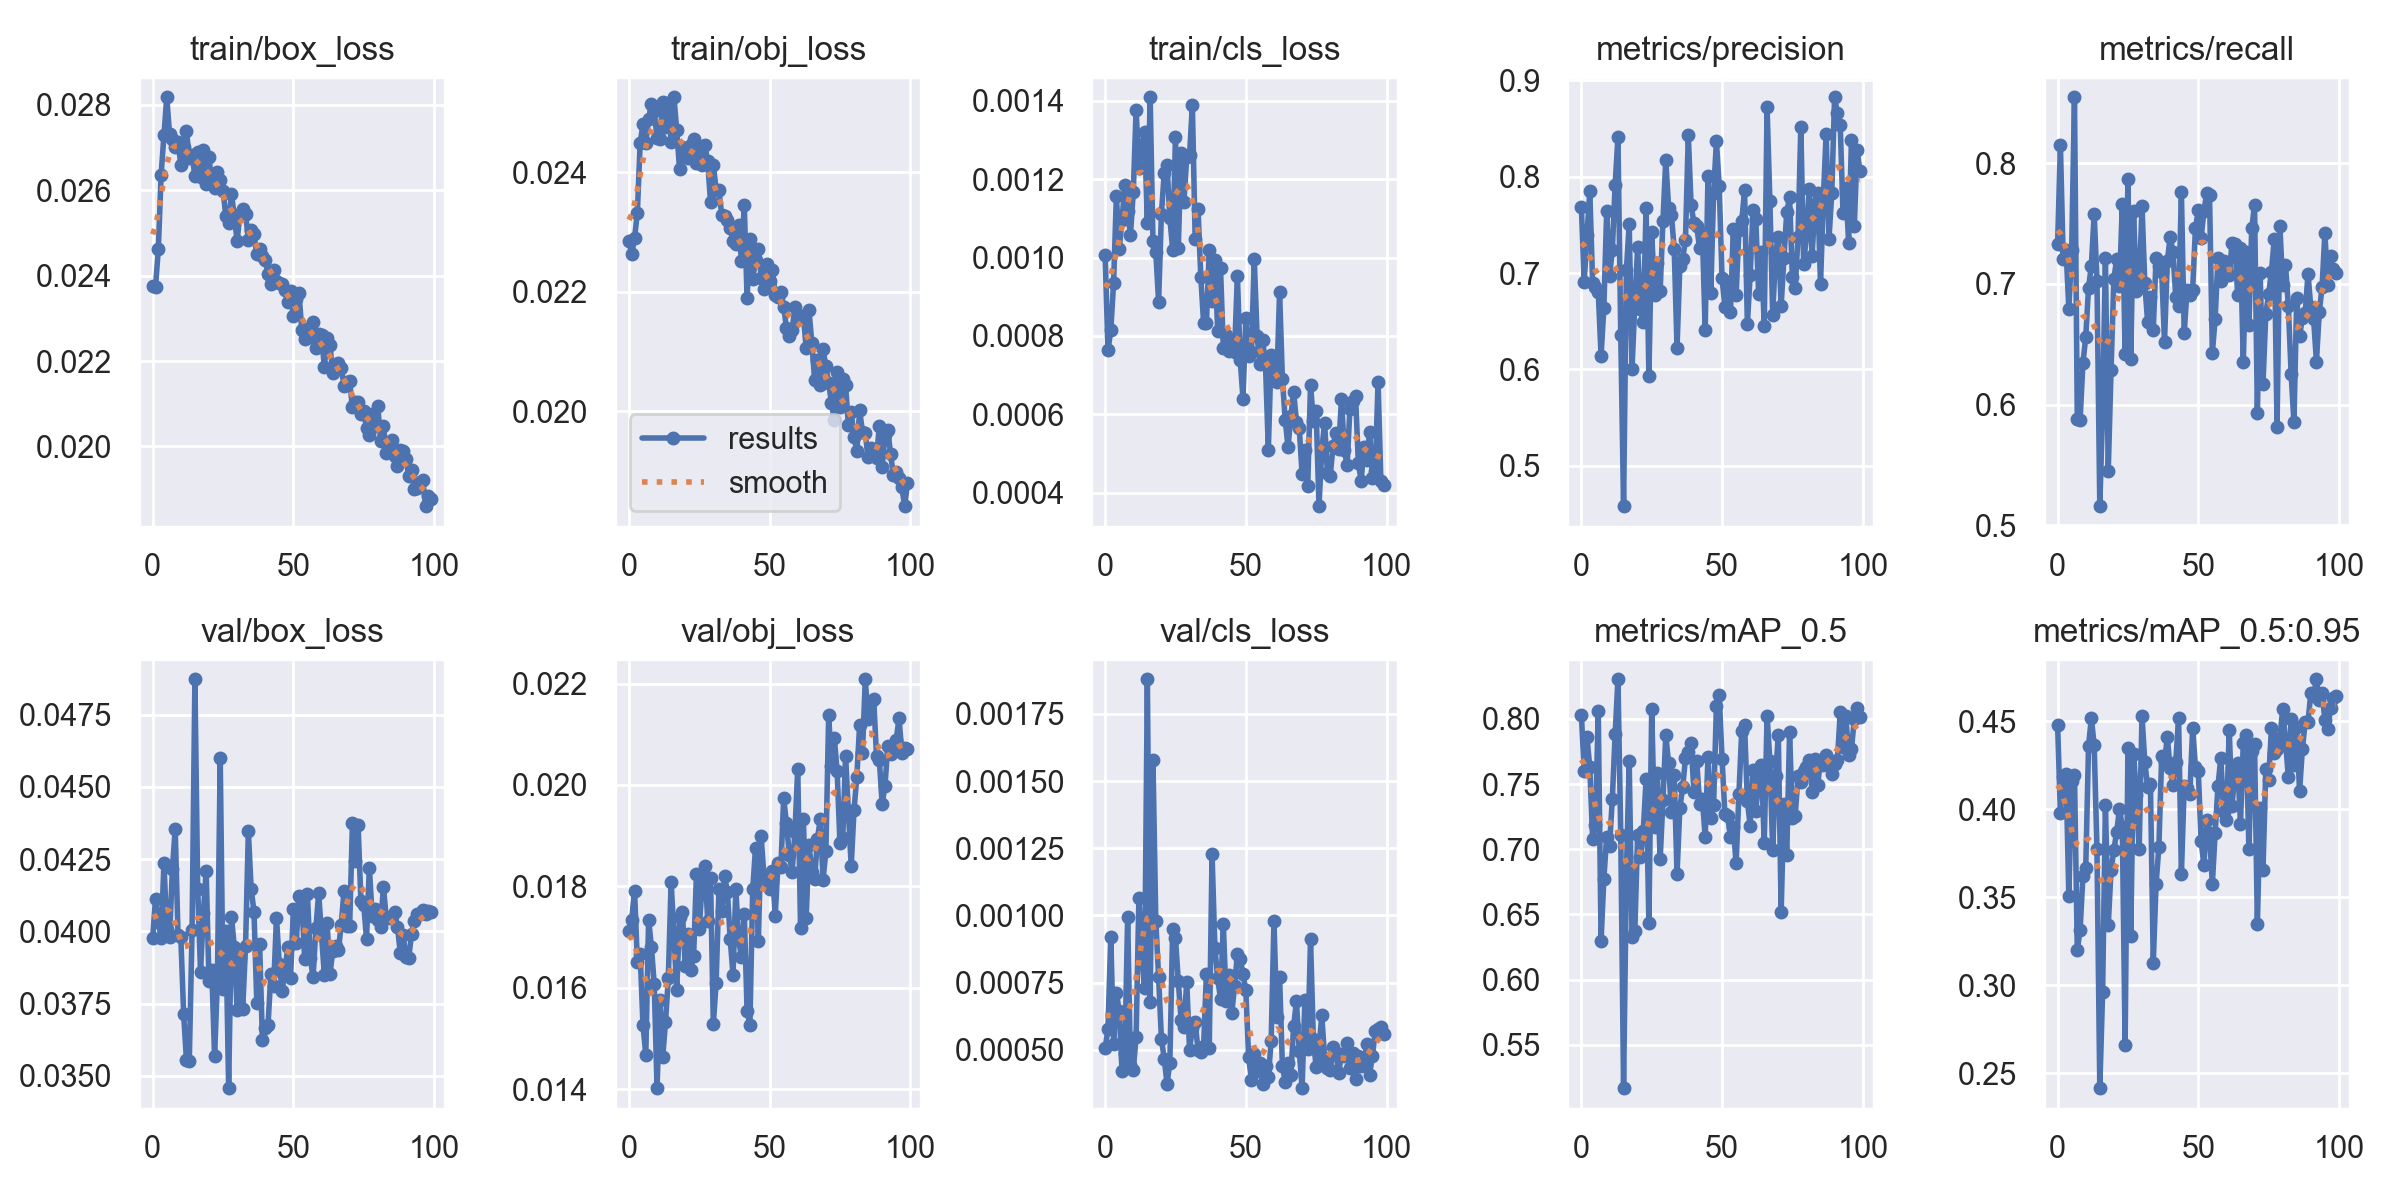 train/box_loss
train/obj_loss
train/cls_loss
metrics/precision
metrics/recall
0.028
0.026
0.024
0.022
0.020
0 50 100
0.024
0.022
0.020
results
smooth
0 50 100
0.0014
0.0012
0.0010
0.0008
0.0006
0.0004
0 50 100
0.9
0.8
0.7
0.6
0.5
0 50 100
0.8
0.7
0.6
0.5
0 50 100
val/box_loss
val/obj_loss
val/cls_loss
metrics/mAP_0.5
metrics/mAP_0.5:0.95
0.0475
0.0450
0.0425
0.0400
0.0375
0.0350
0 50 100
0.022
0.020
0.018
0.016
0.014
0 50 100
0.00175
0.00150
0.00125
0.00100
0.00075
0.00050
0 50 100
0.80
0.75
0.70
0.65
0.60
0.55
0 50 100
0.45
0.40
0.35
0.30
0.25
0 50 100